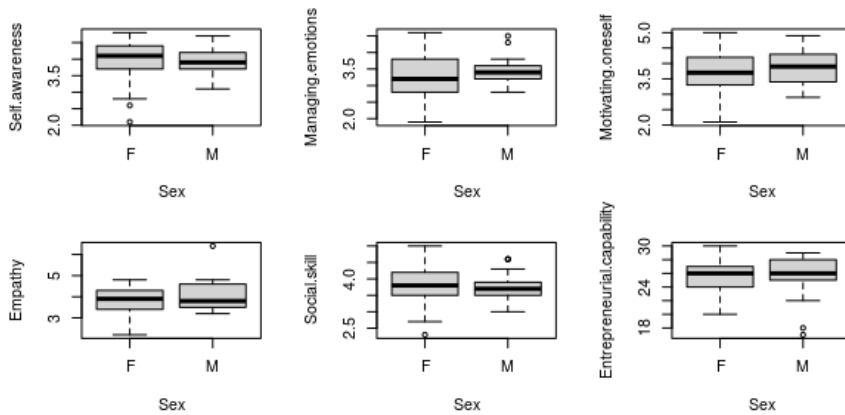 Self.awareness
2.0 3.5
F M
Sex
Managing.emotions
2.0 3.5
F M
Sex
Motivating.oneself
2.0 3.5 5.0
F M
Sex
Empathy
3 5
F M
Sex
Social.skill
2.5 4.0
F M
Sex
Entrepreneurial.capability
18 24 30
F M
Sex